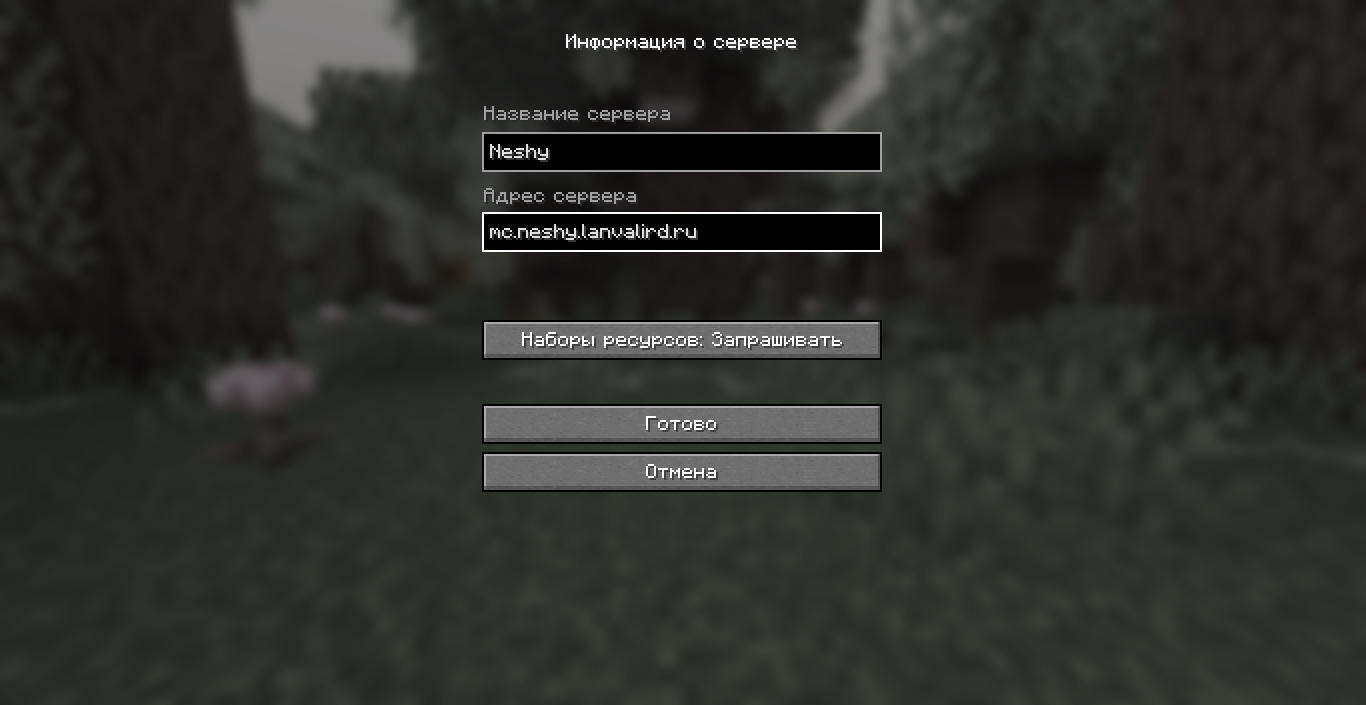 Информация о сервере
Название сервера
Neshy
Адрес сервера
mc.neshy.lanvalird.ru
Наборы ресурсов: Запрашивать
Готово
Отмена